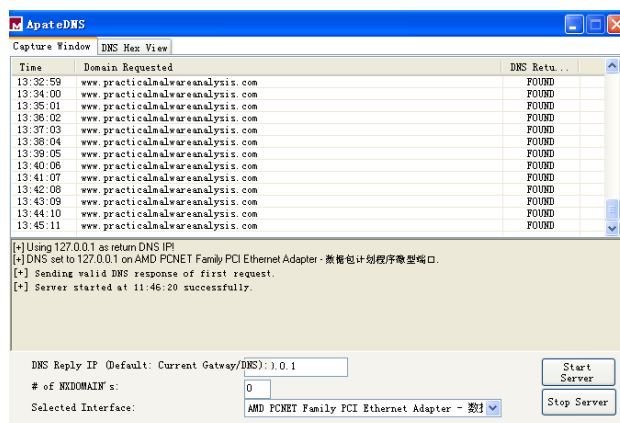 ApateDNS
Capture Window DNS Hex View
Time Domain Requested DNS Retu...
13:32:59 www.practicalmalwareanalysis.com FOUND
13:34:00 www.practicalmalwareanalysis.com FOUND
13:35:01 www.practicalmalwareanalysis.com FOUND
13:36:02 www.practicalmalwareanalysis.com FOUND
13:37:03 www.practicalmalwareanalysis.com FOUND
13:38:04 www.practicalmalwareanalysis.com FOUND
13:39:05 www.practicalmalwareanalysis.com FOUND
13:40:06 www.practicalmalwareanalysis.com FOUND
13:41:07 www.practicalmalwareanalysis.com FOUND
13:42:08 www.practicalmalwareanalysis.com FOUND
13:43:09 www.practicalmalwareanalysis.com FOUND
13:44:10 www.practicalmalwareanalysis.com FOUND
13:45:11 www.practicalmalwareanalysis.com FOUND
[+] Using 127.0.0.1 as return DNS IP!
[+] DNS set to 127.0.0.1 on AMD PCNET Family PCI Ethernet Adapter - 数据包计划程序微型端口.
[+] Sending valid DNS response of first request.
[+] Server started at 11:46:20 successfully.
DNS Reply IP (Default: Current Gatway/DNS): ).0.1
Start Server
# of NXDOMAIN's: 0
Selected Interface: AMD PCNET Family PCI Ethernet Adapter - 数
Stop Server